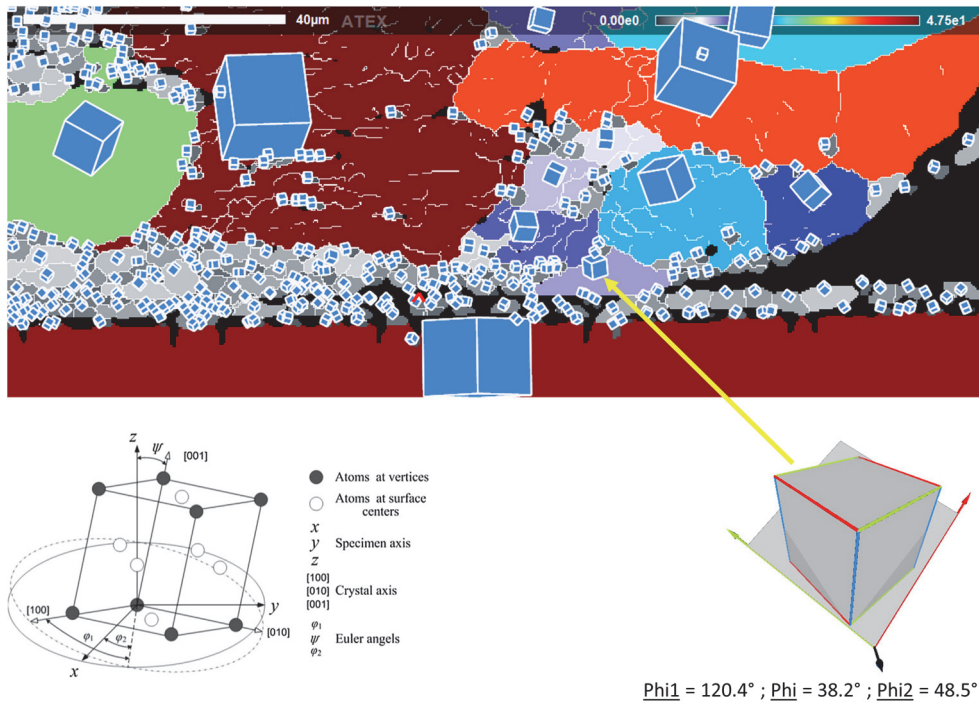 40μm
ATEX
0.00e0
4.75e1
z
ψ
[001]
Atoms at vertices
Atoms at surface
centers
x
y Specimen axis
z
[100]
[010] Crystal axis
[001]
φ1
ψ Euler angels
φ2
[100]
φ1
φ2
x
y
[010]
Phi1 = 120.4° ; Phi = 38.2° ; Phi2 = 48.5°